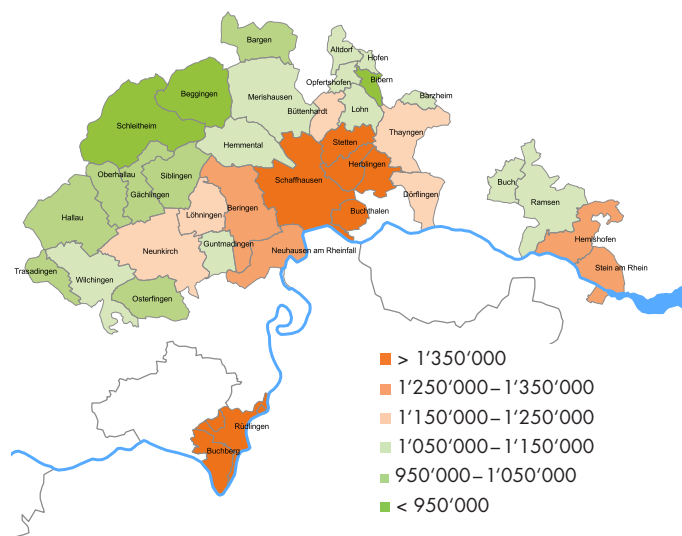 Bargen
Altdorf
Hofen
Opfertshofen
Bibern
Beggingen
Merishausen
Barzheim
Büttenhardt
Lohn
Schleitheim
Thayngen
Hemmental
Stetten
Herblingen
Oberhallau
Siblingen
Schaffhausen
Buch
Gächlingen
Dörflingen
Ramsen
Löhningen
Beringen
Buchthalen
Hallau
Hemishofen
Neunkirch
Guntmadingen
Neuhausen am Rheinfall
Stein am Rhein
Trasadingen
Wilchingen
Osterfingen
> 1’350’000
1’250’000–1’350’000
1’150’000–1’250’000
1’050’000–1’150’000
950’000–1’050’000
< 950’000
Rüdlingen
Buchberg